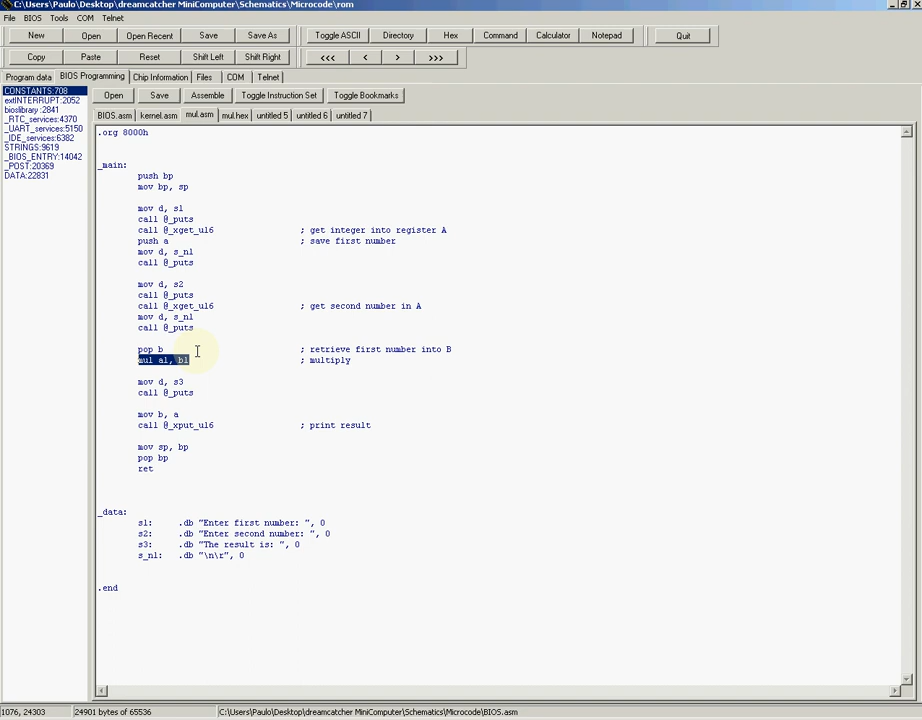 C:\Users\Paulo\Desktop\dreamcatcher MiniComputer\Schematics\Microcode\rom
File BIOS Tools COM Telnet
New Open Open Recent Save Save As Toggle ASCII Directory Hex Command Calculator Notepad Quit
Copy Paste Reset Shift Left Shift Right <<< < > >>>
Program data BIOS Programming Chip Information Files COM Telnet
CONSTANTS:708
extINTERRUPT:2052
bioslibrary:2841
_RTC_services:4370
_UART_services:5150
_IDE_services:6382
STRINGS:9619
_BIOS_ENTRY:14042
_POST:20369
DATA:22831
Open Save Assemble Toggle Instruction Set Toggle Bookmarks
BIOS.asm kernel.asm mul.asm mul.hex untitled 5 untitled 6 untitled 7
.org 8000h
_main:
push bp
mov bp, sp
mov d, s1
call @_puts
call @_xget_u16 ; get integer into register A
push a ; save first number
mov d, s_nl
call @_puts
mov d, s2
call @_puts
call @_xget_u16 ; get second number in A
mov d, s_nl
call @_puts
pop b ; retrieve first number into B
mul al, bl ; multiply
mov d, s3
call @_puts
mov b, a
call @_xput_u16 ; print result
mov sp, bp
pop bp
ret
_data:
s1: .db "Enter first number: ", 0
s2: .db "Enter second number: ", 0
s3: .db "The result is: ", 0
s_nl: .db "\n\r", 0
.end
1076, 24303 24901 bytes of 65536 C:\Users\Paulo\Desktop\dreamcatcher MiniComputer\Schematics\Microcode\BIOS.asm